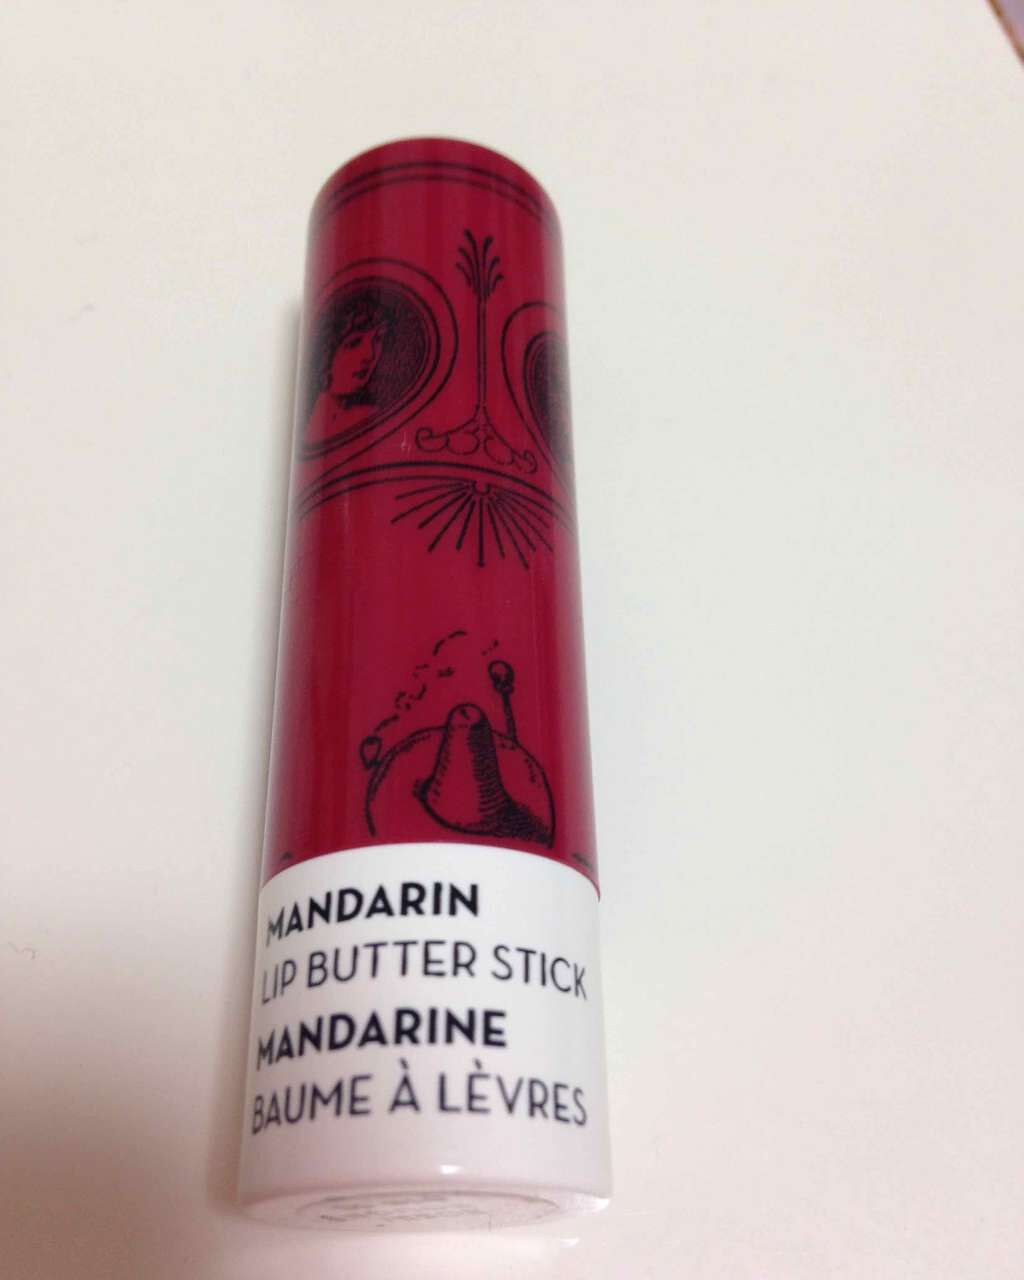 MANDARIN
LIP BUTTER STICK
MANDARINE
BAUME À LÈVRES